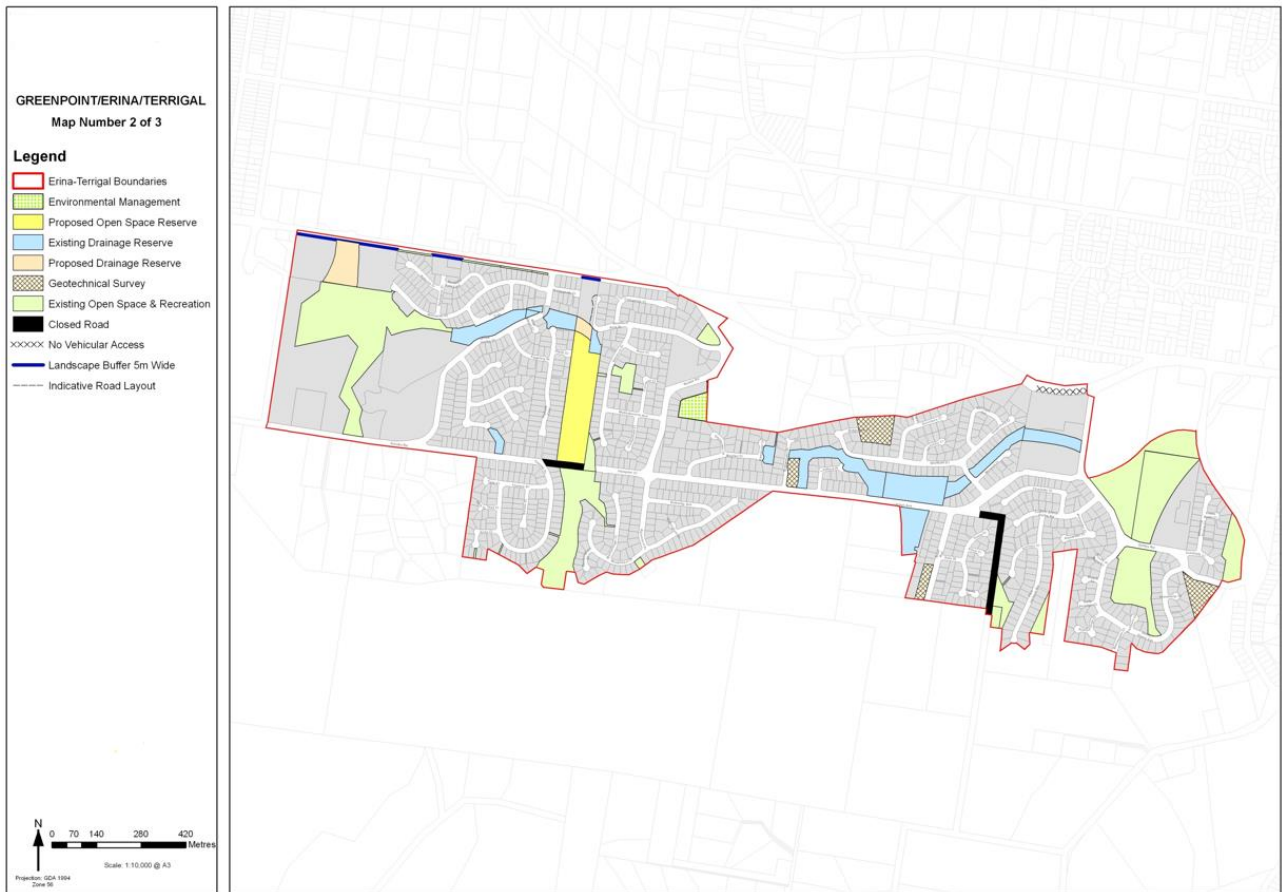 GREENPOINT/ERINA/TERRIGAL
Map Number 2 of 3
Legend
Erina-Terrigal Boundaries
Environmental Management
Proposed Open Space Reserve
Existing Drainage Reserve
Proposed Drainage Reserve
Geotechnical Survey
Existing Open Space & Recreation
Closed Road
No Vehicular Access
Landscape Buffer 5m Wide
Indicative Road Layout
N
0 70 140 280 420
Metres
Scale: 1:10,000 @ A3
Projection: GDA 1994
Zone 56